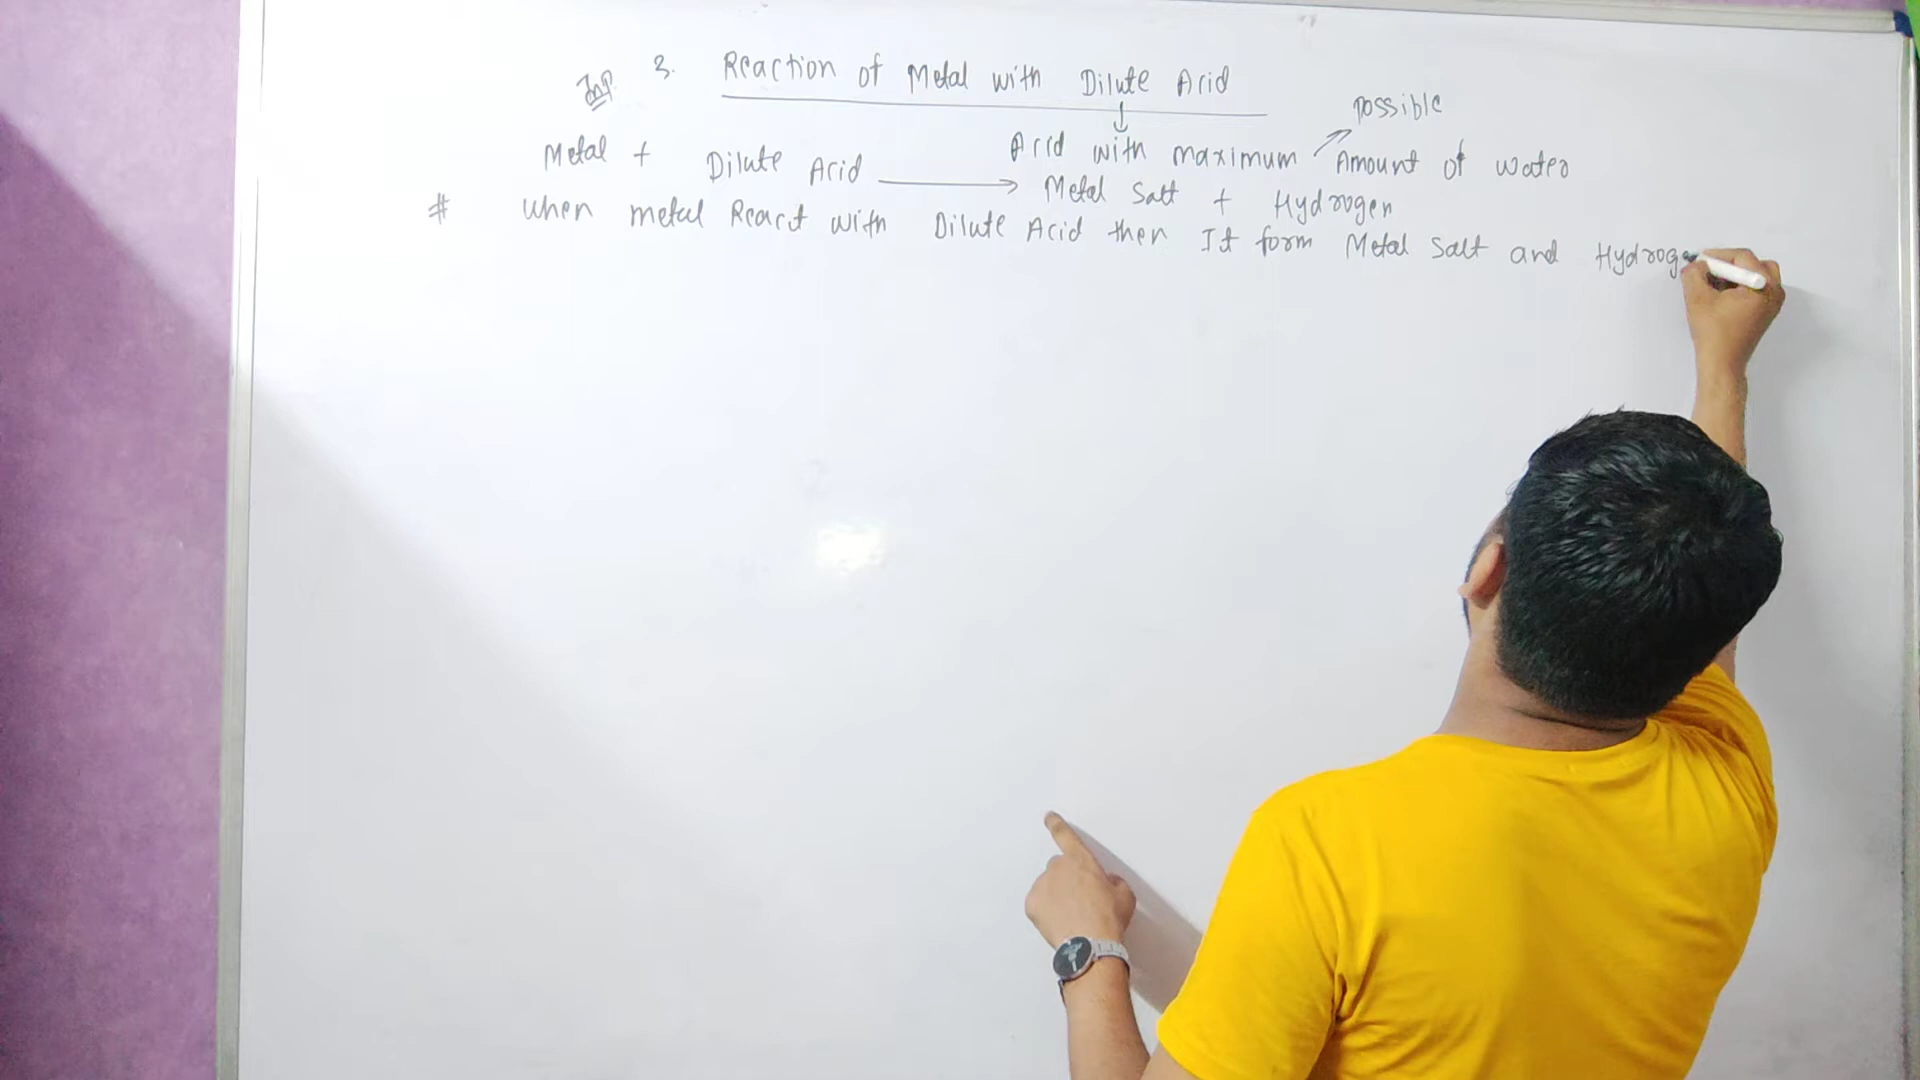 Imp. 3. Reaction of Metal with Dilute Acid
possible
Acid with maximum Amount of water
Metal + Dilute Acid → Metal Salt + Hydrogen
# When metal React with Dilute Acid then It form Metal Salt and Hydroge